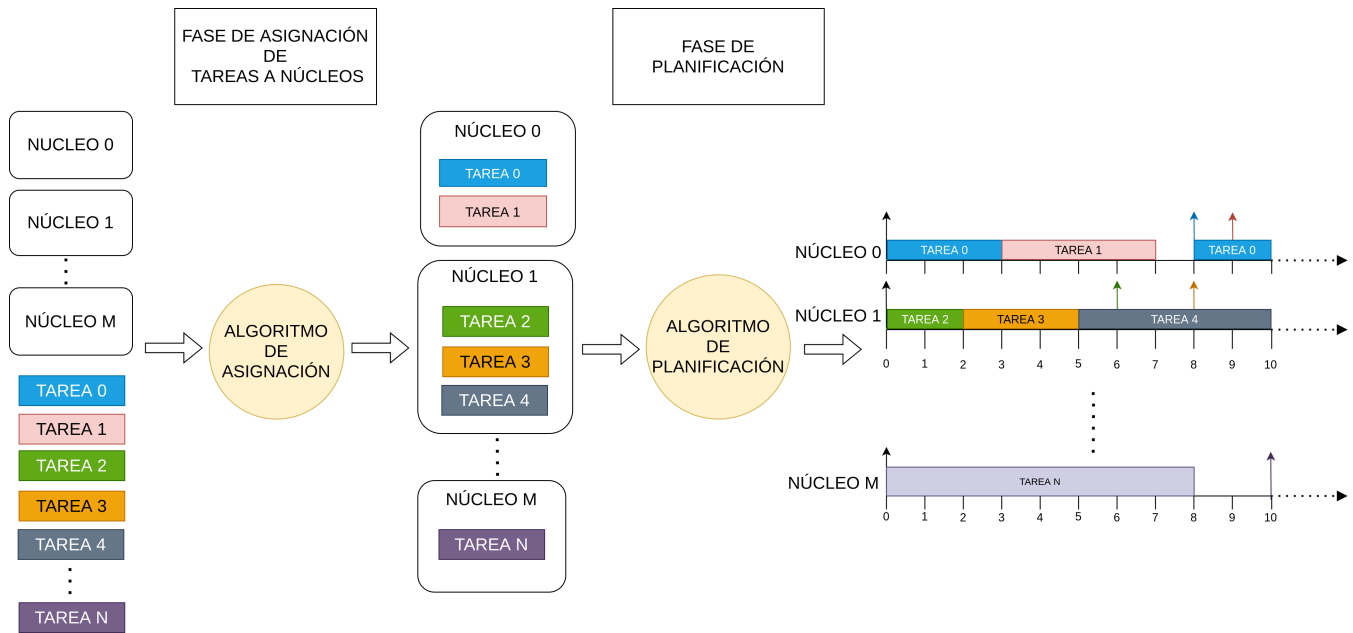 FASE DE ASIGNACIÓN
DE
TAREAS A NÚCLEOS
FASE DE
PLANIFICACIÓN
NUCLEO 0
NÚCLEO 1
NÚCLEO M
TAREA 0
TAREA 1
TAREA 2
TAREA 3
TAREA 4
TAREA N
ALGORITMO
DE
ASIGNACIÓN
NÚCLEO 0
TAREA 0
TAREA 1
NÚCLEO 1
TAREA 2
TAREA 3
TAREA 4
NÚCLEO M
TAREA N
ALGORITMO
DE
PLANIFICACIÓN
NÚCLEO 0 TAREA 0 TAREA 1 TAREA 0
NÚCLEO 1 TAREA 2 TAREA 3 TAREA 4
0 1 2 3 4 5 6 7 8 9 10
NÚCLEO M TAREA N
0 1 2 3 4 5 6 7 8 9 10